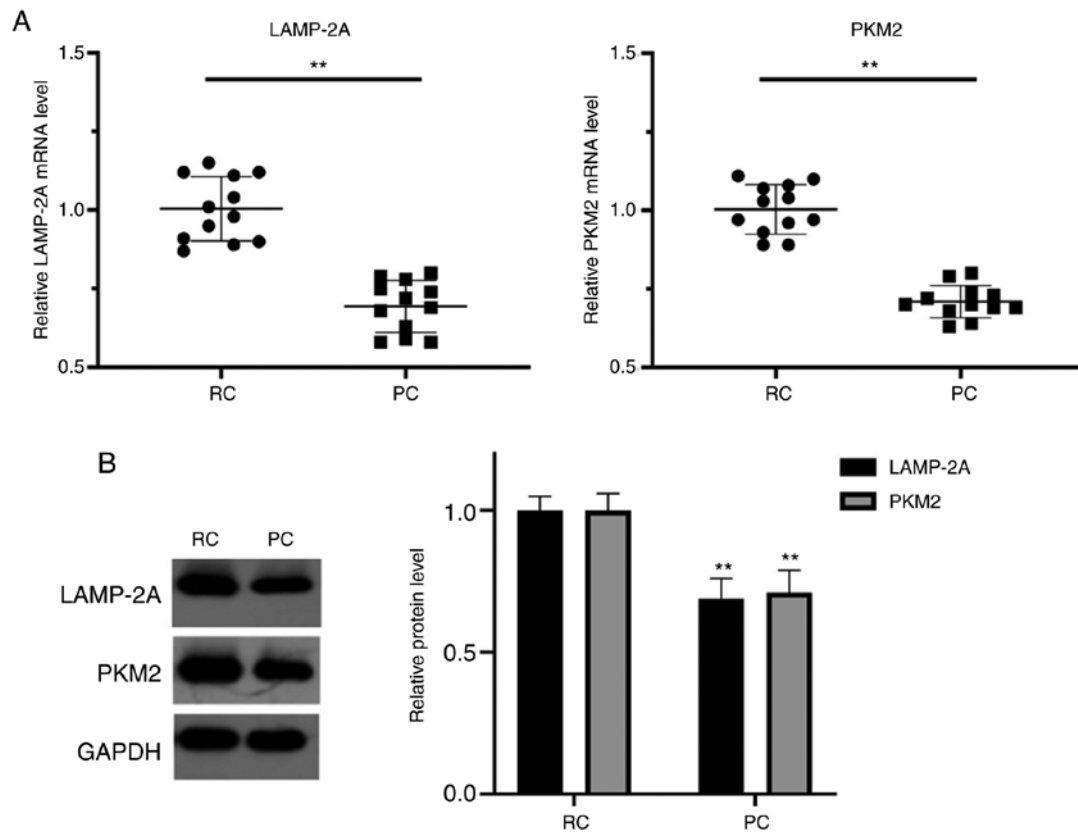 A
LAMP-2A
1.5
**
1.0
0.5
Relative LAMP-2A mRNA level
RC
PC
PKM2
1.5
**
1.0
0.5
Relative PKM2 mRNA level
RC
PC
B
RC
PC
LAMP-2A
PKM2
GAPDH
LAMP-2A
PKM2
1.0
0.5
0.0
Relative protein level
**
**
RC
PC